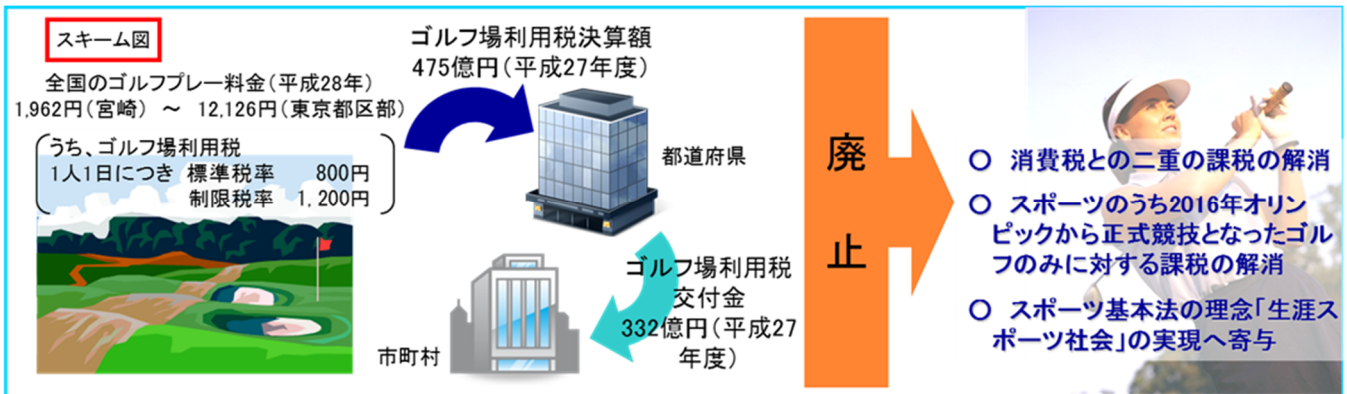 スキーム図
全国のゴルフプレー料金(平成28年)
1,962円(宮崎) ～ 12,126円(東京都区部)
うち、ゴルフ場利用税
1人1日につき 標準税率 800円
制限税率 1,200円
ゴルフ場利用税決算額
475億円(平成27年度)
都道府県
ゴルフ場利用税
交付金
332億円(平成27
年度)
市町村
廃
止
○ 消費税との二重の課税の解消
○ スポーツのうち2016年オリン
ピックから正式競技となったゴル
フのみに対する課税の解消
○ スポーツ基本法の理念「生涯ス
ポーツ社会」の実現へ寄与